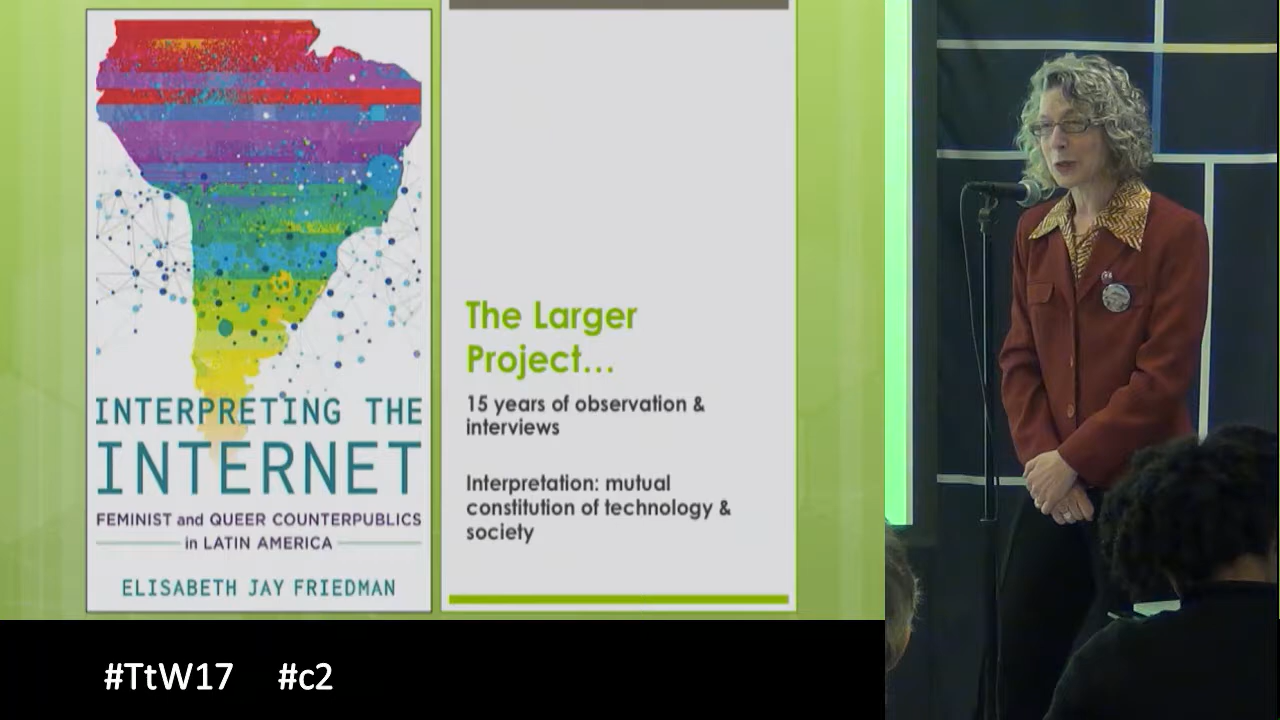 INTERPRETING THE
INTERNET
FEMINIST and QUEER COUNTERPUBLICS
in LATIN AMERICA
ELISABETH JAY FRIEDMAN
The Larger
Project...
15 years of observation &
interviews
Interpretation: mutual
constitution of technology &
society
#TtW17 #c2